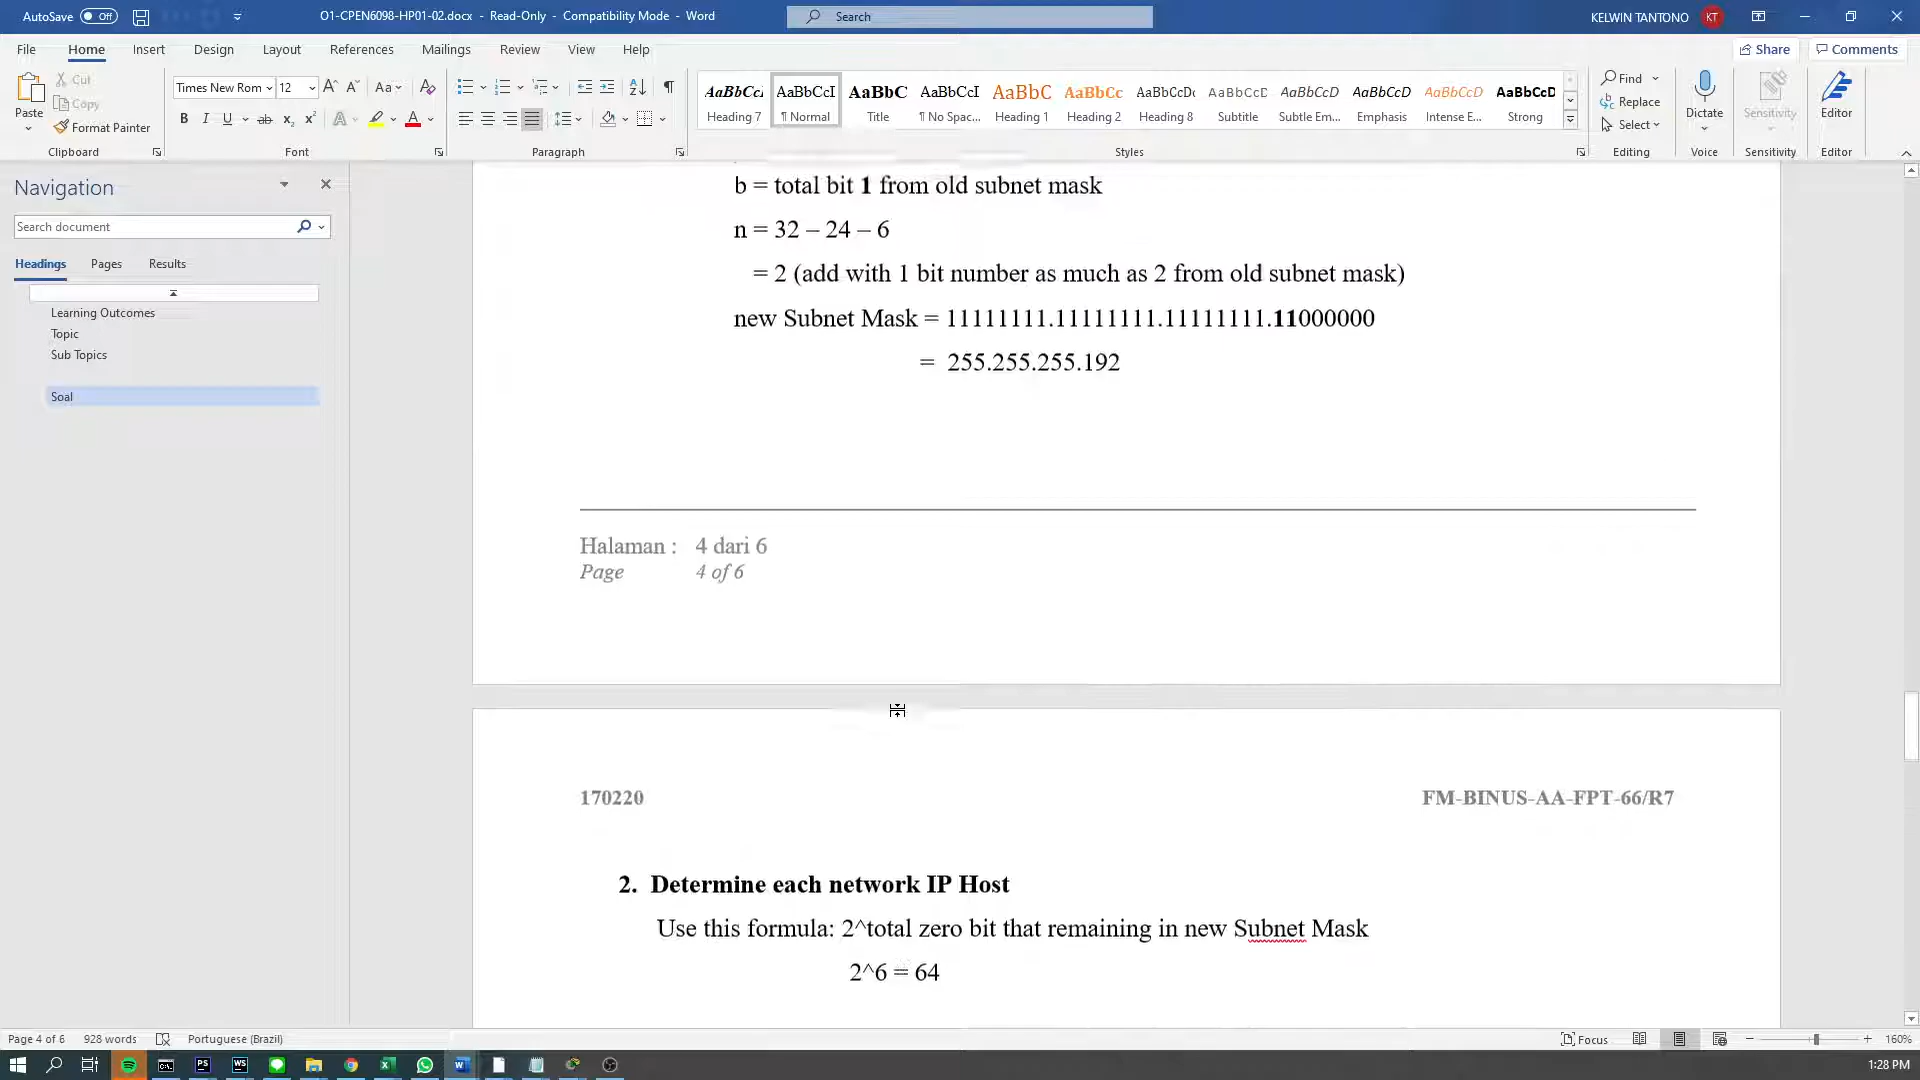 AutoSave Off O1-CPEN6098-HP01-02.docx - Read-Only - Compatibility Mode - Word Search KELWIN TANTONO KT
File Home Insert Design Layout References Mailings Review View Help Share Comments
Paste Cut Copy Format Painter
Times New Rom 12
AaBbCcI AaBbCcI AaBbC AaBbCcI AaBbC AaBbCc AaBbCcDc AaBbCcD AaBbCcD AaBbCcD AaBbCcD AaBbCcD
Heading 7 ¶ Normal Title ¶ No Spac... Heading 1 Heading 2 Heading 8 Subtitle Subtle Em... Emphasis Intense E... Strong
Find Replace Select
Dictate Sensitivity Editor
Clipboard Font Paragraph Styles Editing Voice Sensitivity Editor
Navigation
Search document
Headings Pages Results
Learning Outcomes
Topic
Sub Topics
Soal
b = total bit 1 from old subnet mask
n = 32 – 24 – 6
= 2 (add with 1 bit number as much as 2 from old subnet mask)
new Subnet Mask = 11111111.11111111.11111111.11000000
= 255.255.255.192
Halaman : 4 dari 6
Page 4 of 6
170220 FM-BINUS-AA-FPT-66/R7
2. Determine each network IP Host
Use this formula: 2^total zero bit that remaining in new Subnet Mask
2^6 = 64
Page 4 of 6 928 words Portuguese (Brazil) Focus 160%
1:28 PM